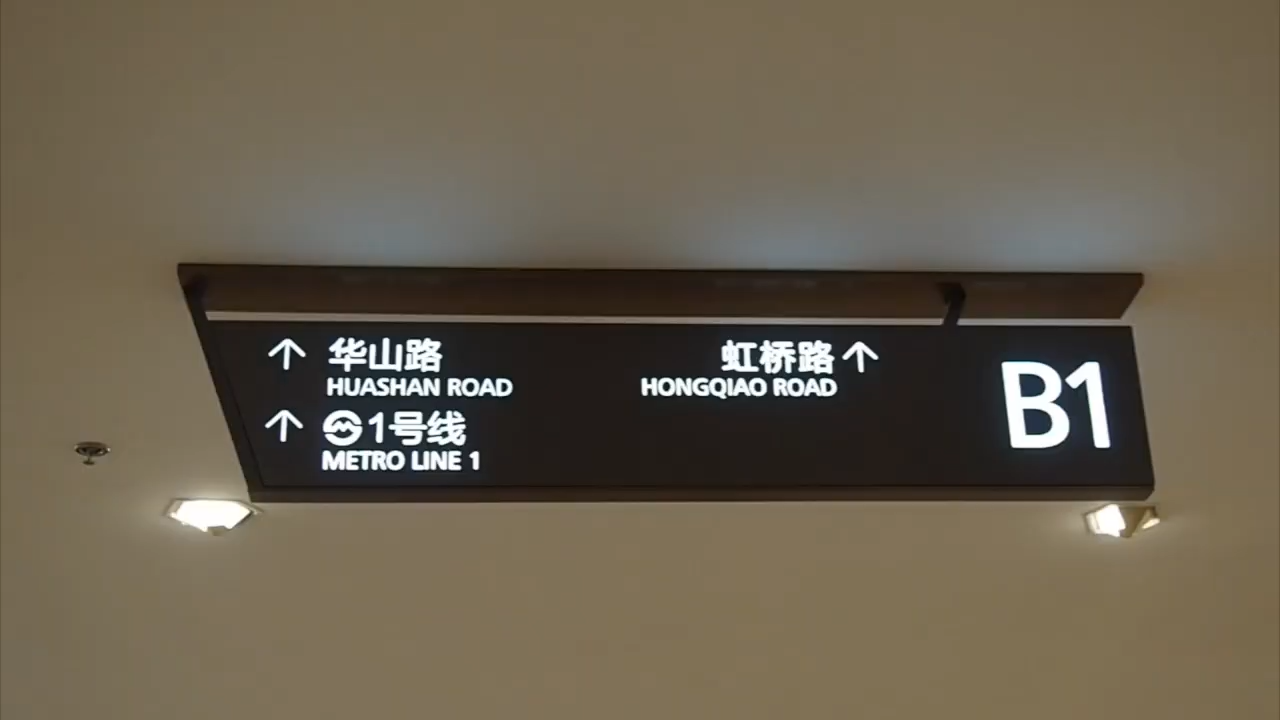 ↑ 华山路
HUASHAN ROAD
↑ 1号线
METRO LINE 1
虹桥路 ↑
HONGQIAO ROAD
B1